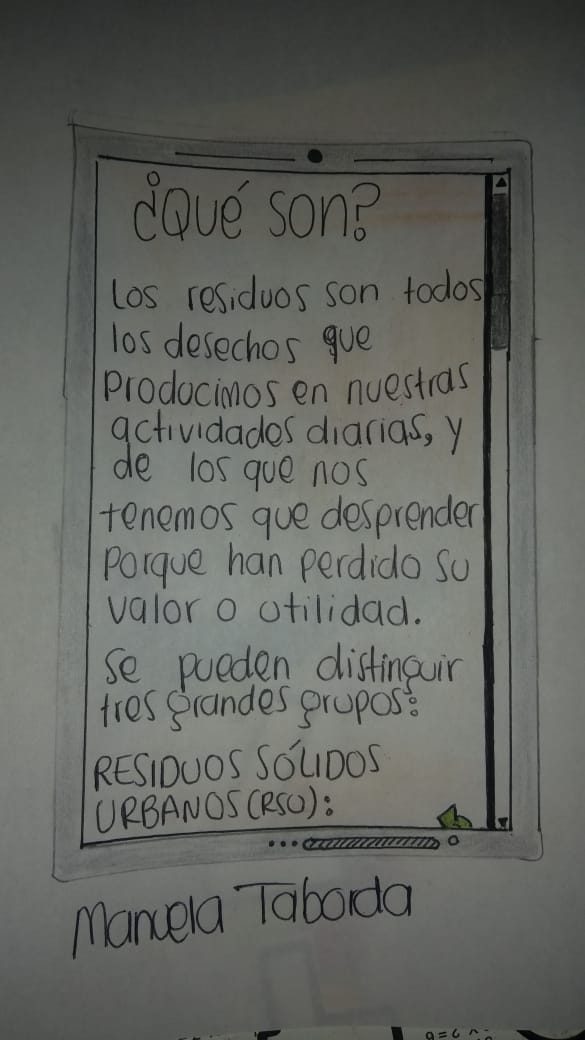 ¿QUÉ SON?
Los residuos son todos
los desechos que
producimos en nuestras
actividades diarias, y
de los que nos
tenemos que desprender
porque han perdido su
valor o utilidad.
Se pueden distinguir
tres grandes grupos:
RESIDUOS SÓLIDOS
URBANOS (RSU):
Manuela Taborda